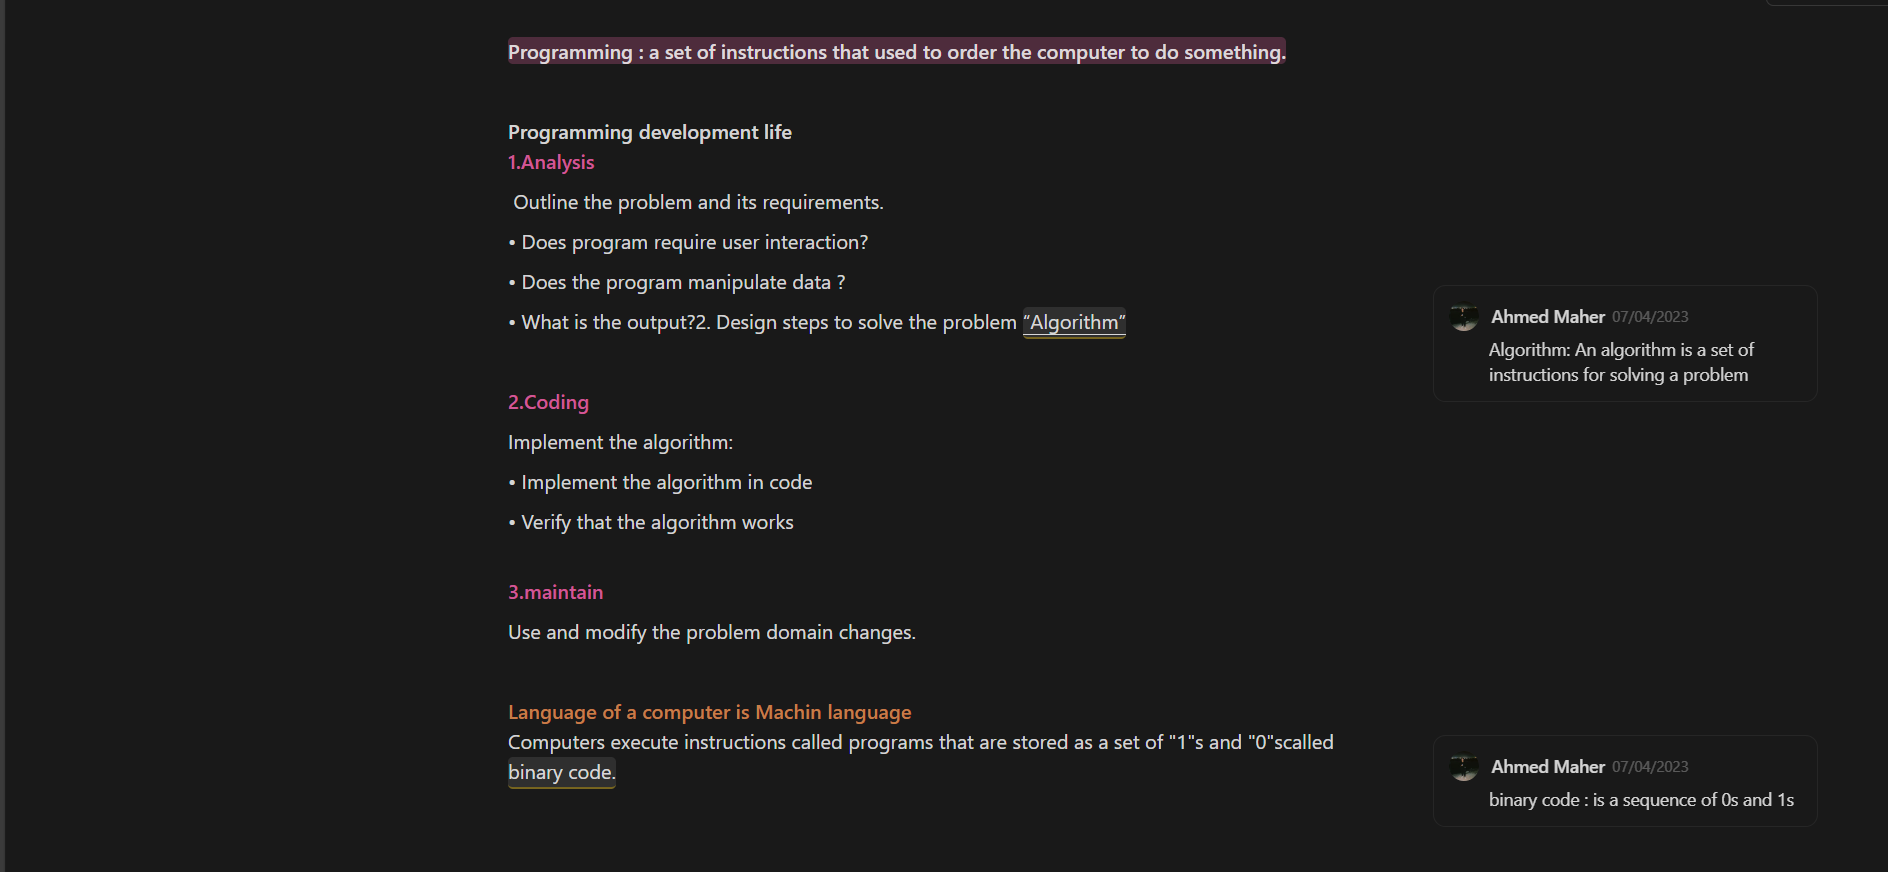 Programming : a set of instructions that used to order the computer to do something.
Programming development life
1.Analysis
Outline the problem and its requirements.
• Does program require user interaction?
• Does the program manipulate data ?
• What is the output?2. Design steps to solve the problem “Algorithm”
Ahmed Maher 07/04/2023
Algorithm: An algorithm is a set of
instructions for solving a problem
2.Coding
Implement the algorithm:
• Implement the algorithm in code
• Verify that the algorithm works
3.maintain
Use and modify the problem domain changes.
Language of a computer is Machin language
Computers execute instructions called programs that are stored as a set of "1"s and "0"scalled
binary code.
Ahmed Maher 07/04/2023
binary code : is a sequence of 0s and 1s